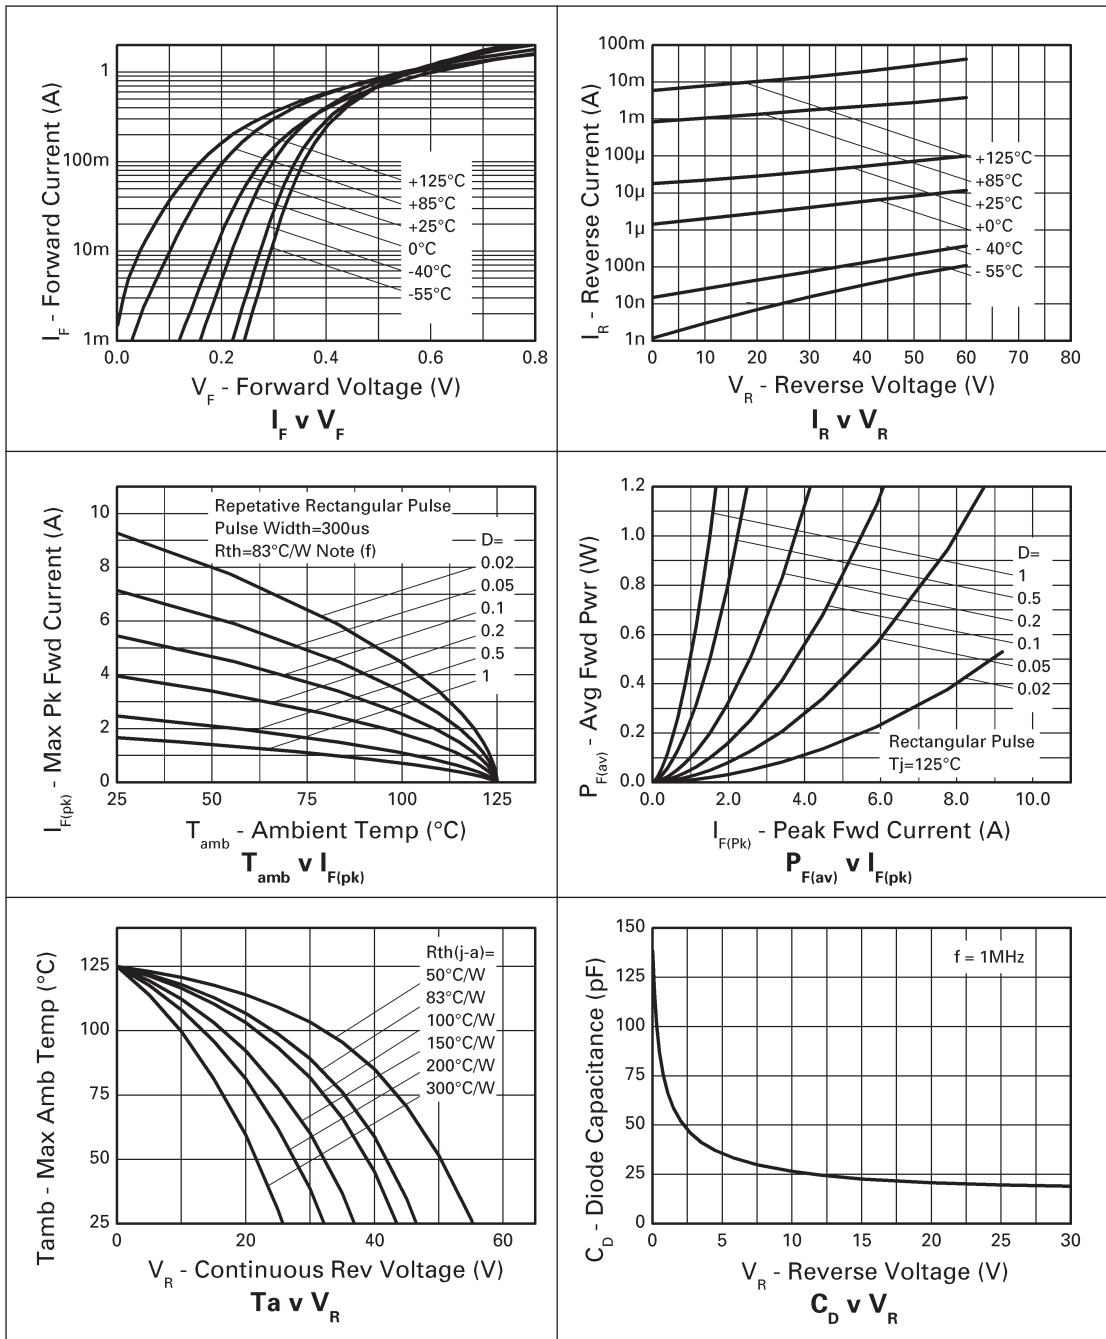 I_F - Forward Current (A)
1
100m
10m
1m
0.0 0.2 0.4 0.6 0.8
+125°C
+85°C
+25°C
0°C
-40°C
-55°C
V_F - Forward Voltage (V)
I_F v V_F
I_R - Reverse Current (A)
100m
10m
1m
100µ
10µ
1µ
100n
10n
1n
0 10 20 30 40 50 60 70 80
+125°C
+85°C
+25°C
+0°C
- 40°C
- 55°C
V_R - Reverse Voltage (V)
I_R v V_R
I_F(pk) - Max Pk Fwd Current (A)
10
8
6
4
2
0
25 50 75 100 125
Repetative Rectangular Pulse
Pulse Width=300us
Rth=83°C/W Note (f)
D=
0.02
0.05
0.1
0.2
0.5
1
T_amb - Ambient Temp (°C)
T_amb v I_F(pk)
P_F(av) - Avg Fwd Pwr (W)
1.2
1.0
0.8
0.6
0.4
0.2
0.0
0.0 2.0 4.0 6.0 8.0 10.0
D=
1
0.5
0.2
0.1
0.05
0.02
Rectangular Pulse
Tj=125°C
I_F(Pk) - Peak Fwd Current (A)
P_F(av) v I_F(pk)
Tamb - Max Amb Temp (°C)
125
100
75
50
25
0 20 40 60
Rth(j-a)=
50°C/W
83°C/W
100°C/W
150°C/W
200°C/W
300°C/W
V_R - Continuous Rev Voltage (V)
Ta v V_R
C_D - Diode Capacitance (pF)
150
125
100
75
50
25
0
0 5 10 15 20 25 30
f = 1MHz
V_R - Reverse Voltage (V)
C_D v V_R